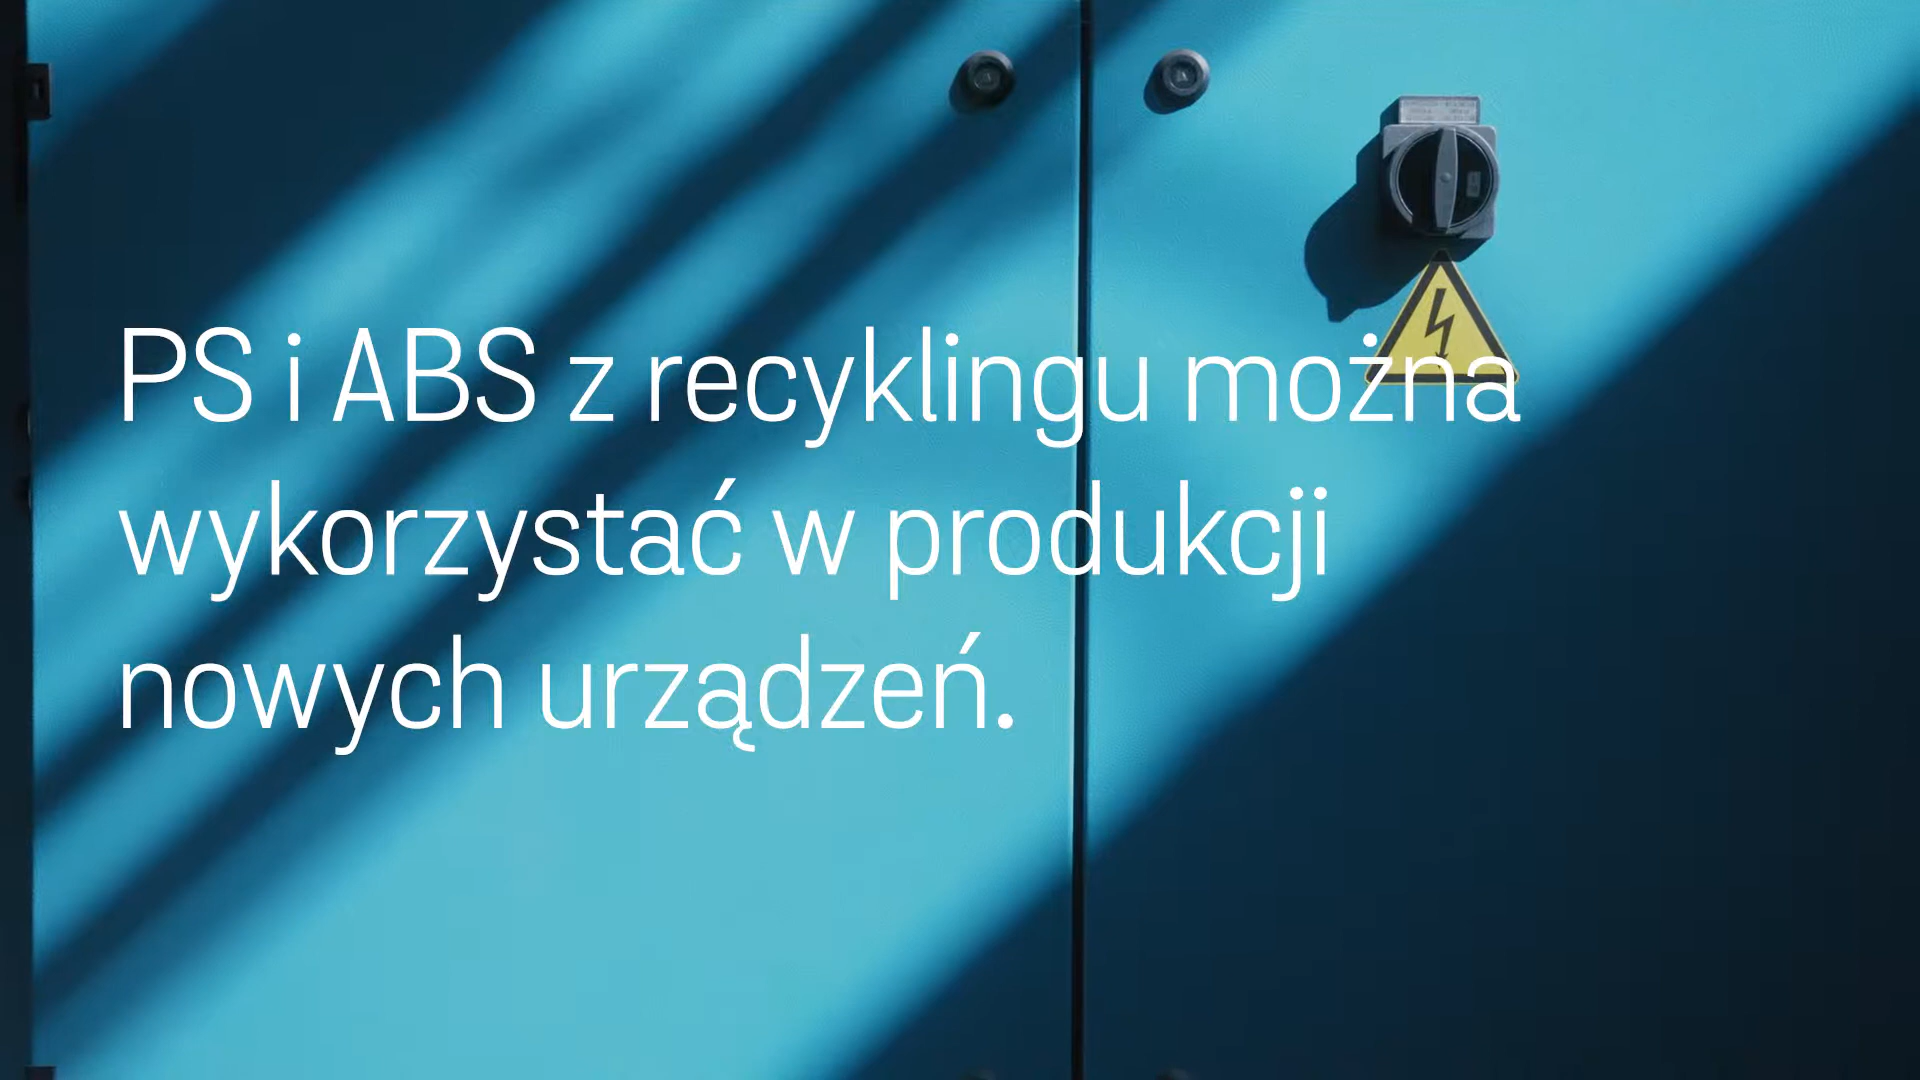 PS i ABS z recyklingu można
wykorzystać w produkcji
nowych urządzeń.